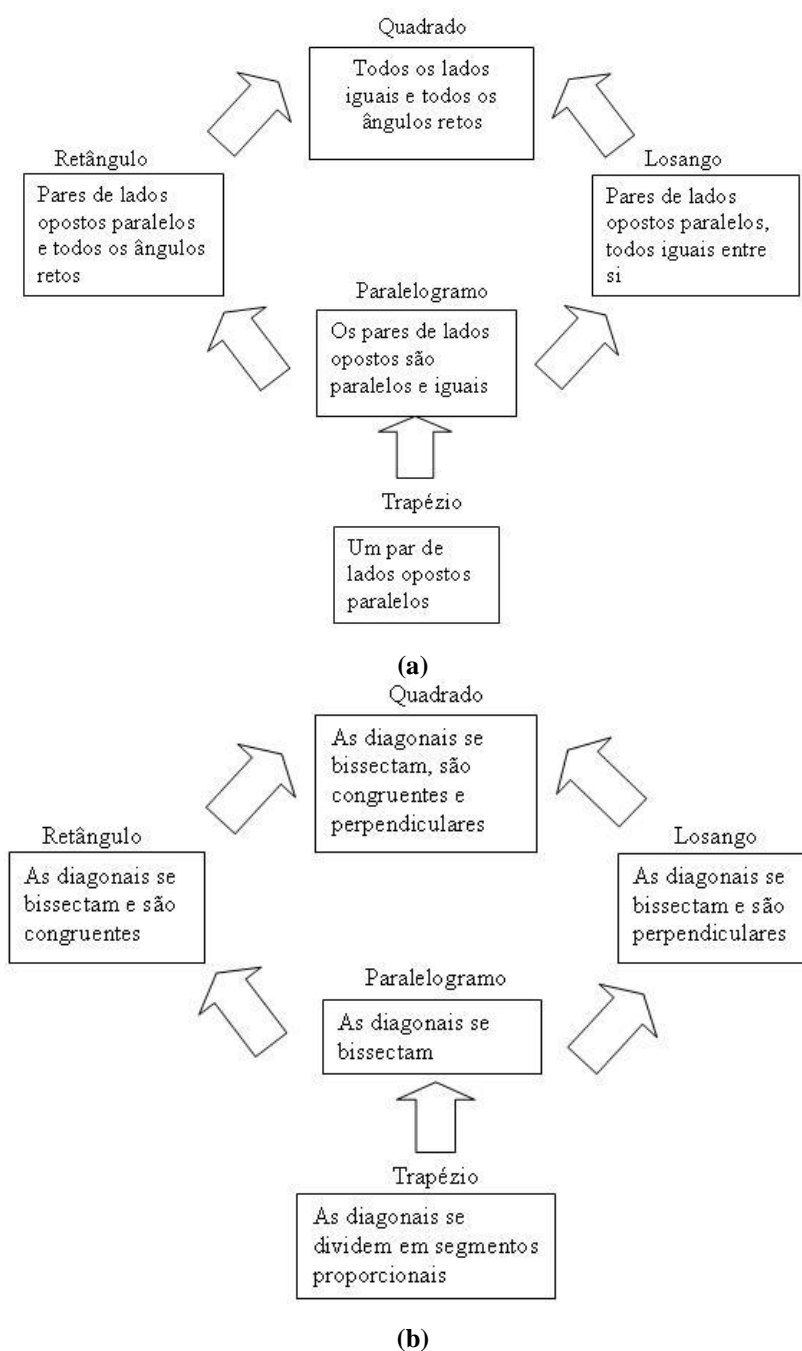 Quadrado
Todos os lados
iguais e todos os
ângulos retos
Retângulo
Pares de lados
opostos paralelos
e todos os ângulos
retos
Losango
Pares de lados
opostos paralelos,
todos iguais entre
si
Paralelogramo
Os pares de lados
opostos são
paralelos e iguais
Trapézio
Um par de
lados opostos
paralelos
(a)
Quadrado
As diagonais se
bissectam, são
congruentes e
perpendiculares
Retângulo
As diagonais se
bissectam e são
congruentes
Losango
As diagonais se
bissectam e são
perpendiculares
Paralelogramo
As diagonais se
bissectam
Trapézio
As diagonais se
dividem em segmentos
proporcionais
(b)